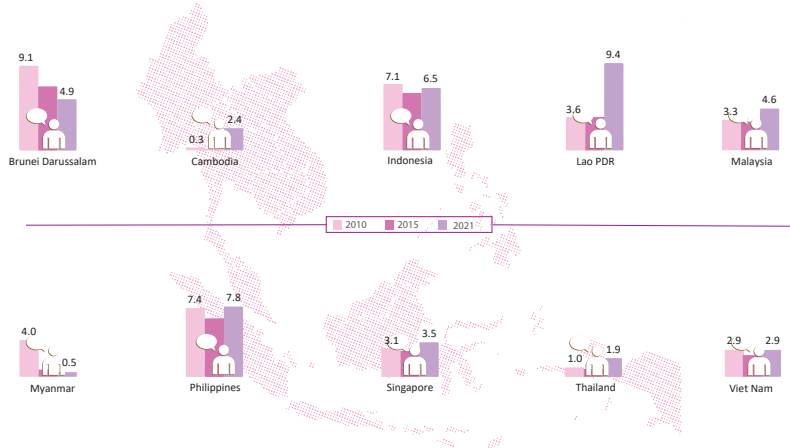 9.1
4.9
Brunei Darussalam
0.3
2.4
Cambodia
7.1
6.5
Indonesia
3.6
9.4
Lao PDR
3.3
4.6
Malaysia
2010 2015 2021
4.0
0.5
Myanmar
7.4
7.8
Philippines
3.1
3.5
Singapore
1.0
1.9
Thailand
2.9
2.9
Viet Nam